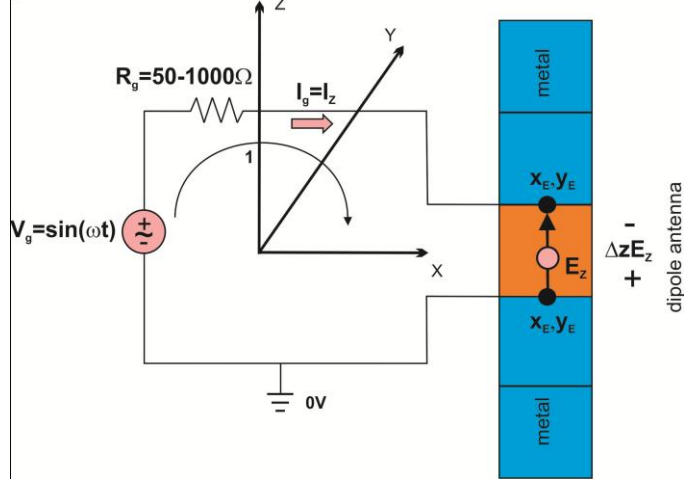 Z
Y
R_g=50-1000Ω
I_g=I_z
1
metal
x_E,y_E
V_g=sin(ωt)
+
~
-
X
E_z
-
ΔzE_z
+
dipole antenna
x_E,y_E
0V
metal